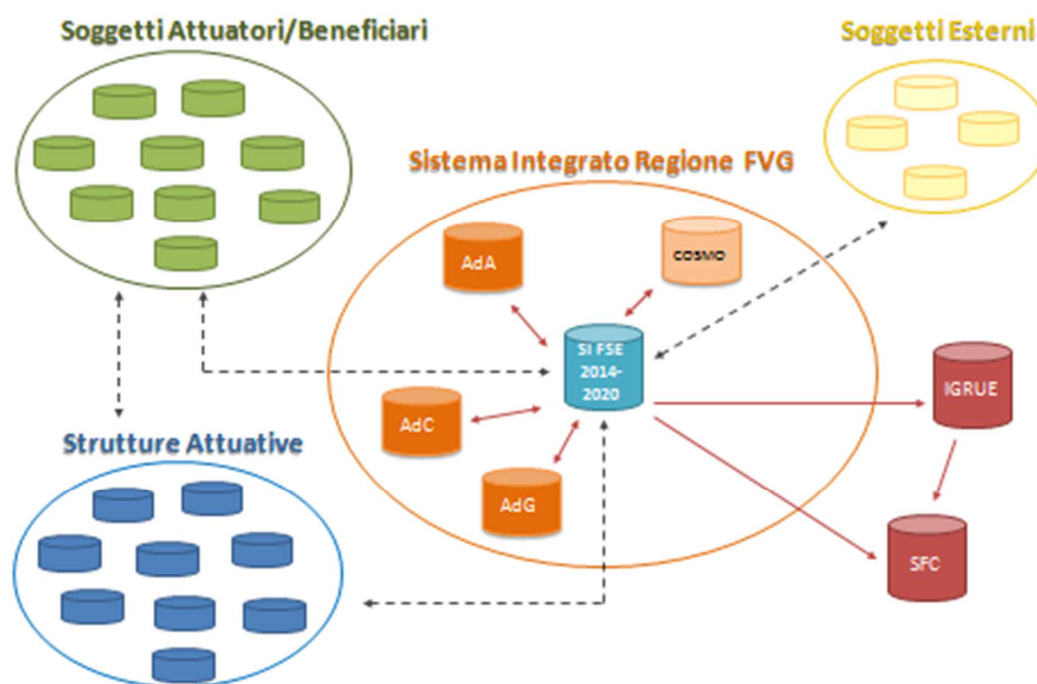 Soggetti Attuatori/Beneficiari
Soggetti Esterni
Sistema Integrato Regione FVG
AdA
COSMO
SI FSE
2014-
2020
IGRUE
AdC
Strutture Attuative
AdG
SFC